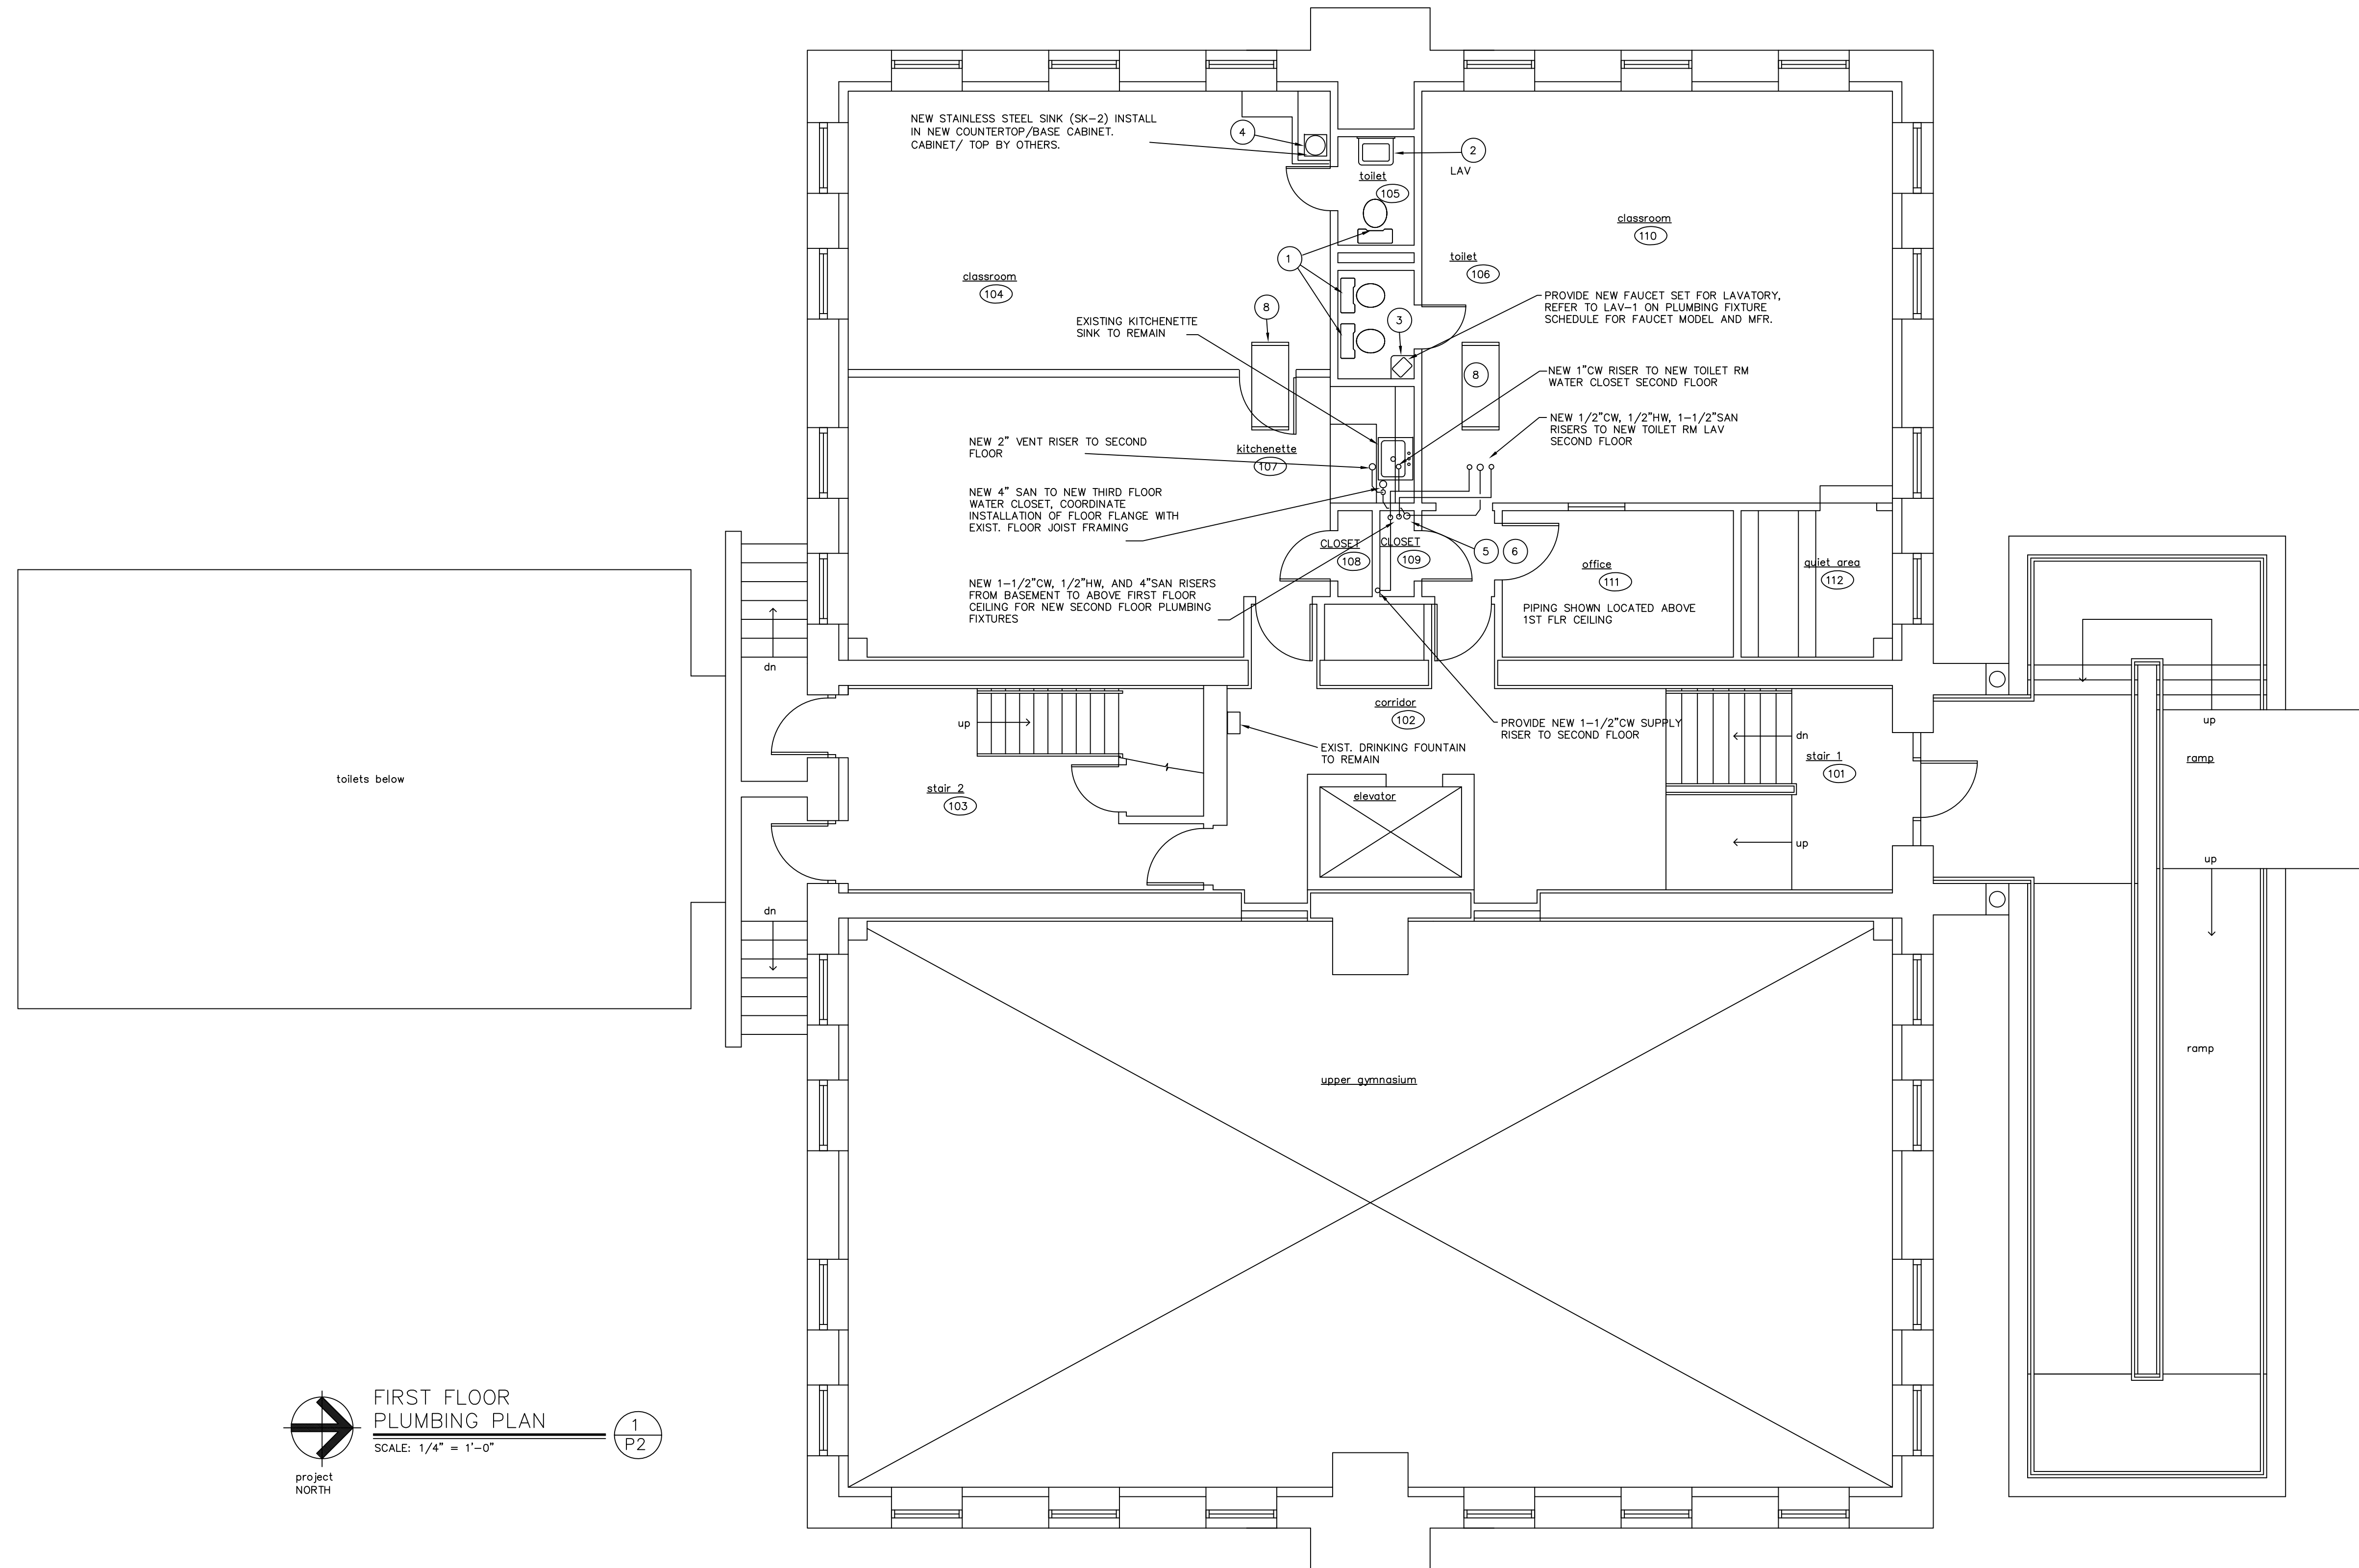 NEW STAINLESS STEEL SINK (SK-2) INSTALL
IN NEW COUNTERTOP/BASE CABINET.
CABINET/ TOP BY OTHERS.
4
2
LAV
toilet
105
classroom
110
1
toilet
106
classroom
104
8
3
PROVIDE NEW FAUCET SET FOR LAVATORY,
REFER TO LAV-1 ON PLUMBING FIXTURE
SCHEDULE FOR FAUCET MODEL AND MFR.
EXISTING KITCHENETTE
SINK TO REMAIN
8
NEW 1"CW RISER TO NEW TOILET RM
WATER CLOSET SECOND FLOOR
NEW 1/2"CW, 1/2"HW, 1-1/2"SAN
RISERS TO NEW TOILET RM LAV
SECOND FLOOR
NEW 2" VENT RISER TO SECOND
FLOOR
kitchenette
107
NEW 4" SAN TO NEW THIRD FLOOR
WATER CLOSET, COORDINATE
INSTALLATION OF FLOOR FLANGE WITH
EXIST. FLOOR JOIST FRAMING
CLOSET
108
CLOSET
109
5
6
office
111
quiet area
112
NEW 1-1/2"CW, 1/2"HW, AND 4"SAN RISERS
FROM BASEMENT TO ABOVE FIRST FLOOR
CEILING FOR NEW SECOND FLOOR PLUMBING
FIXTURES
PIPING SHOWN LOCATED ABOVE
1ST FLR CEILING
dn
corridor
102
up
PROVIDE NEW 1-1/2"CW SUPPLY
RISER TO SECOND FLOOR
EXIST. DRINKING FOUNTAIN
TO REMAIN
dn
stair 1
101
up
ramp
toilets below
stair 2
103
elevator
up
up
dn
ramp
upper gymnasium
FIRST FLOOR
PLUMBING PLAN
SCALE: 1/4" = 1'-0"
1
P2
project
NORTH